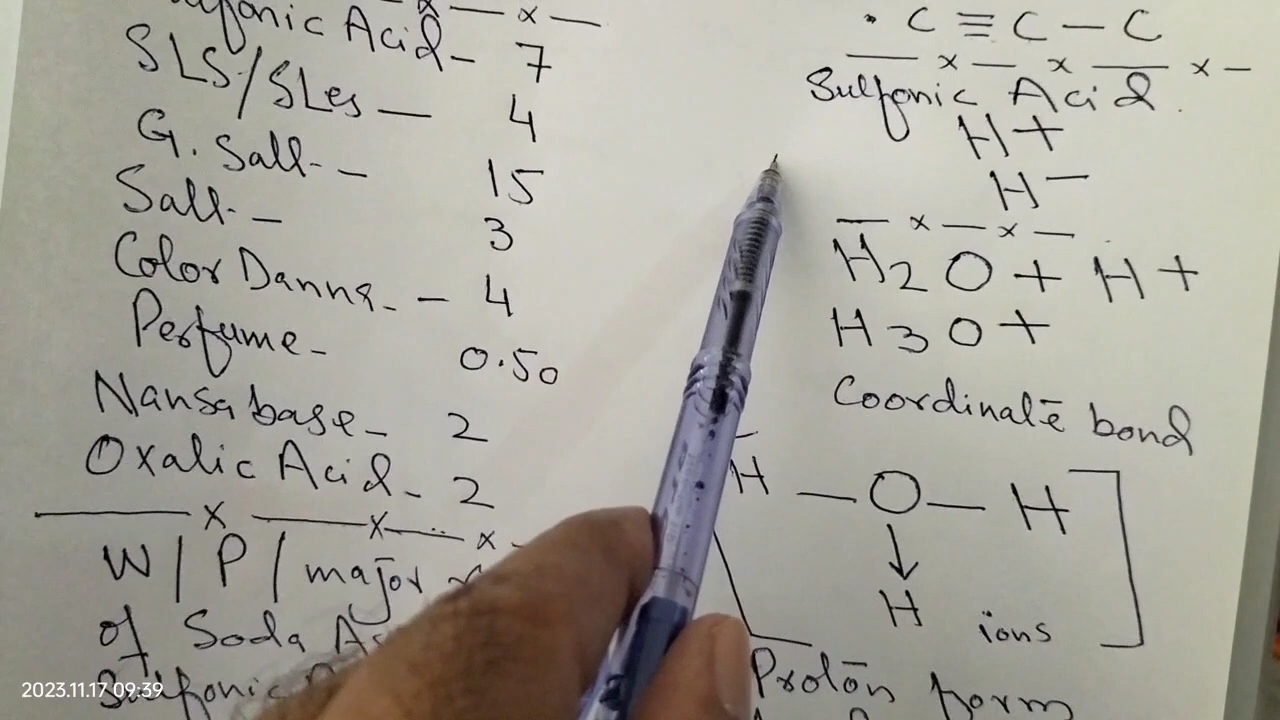 Sulfonic Acid - 7
SLS/SLes - 4
G. Salt - 15
Salt - 3
Color Danna - 4
Perfume - 0.50
Nansa base - 2
Oxalic Acid - 2
W/P/major
of Soda As
Sulfonic
C ≡ C - C
Sulfonic Acid
H+
H-
H2O + H+
H3O+
Coordinate bond
H - O - H
↓
H ions
Proton form
2023.11.17 09:39